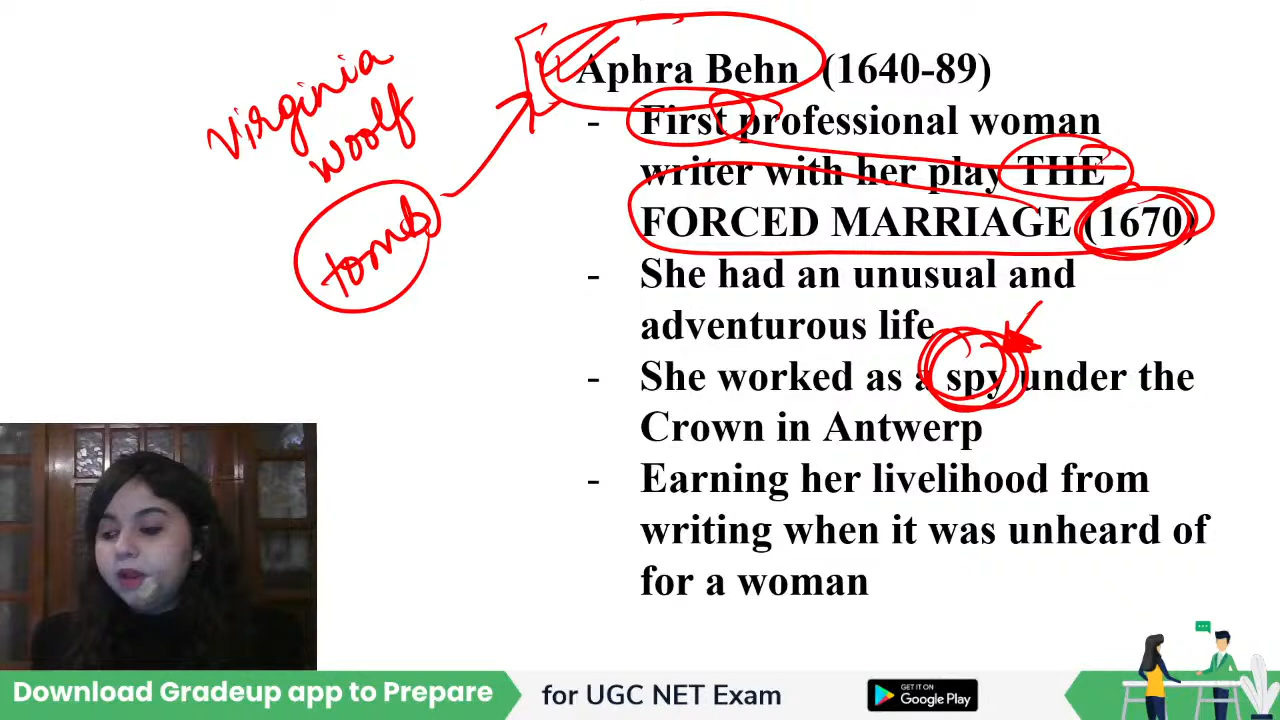 Virginia
Woolf
tomb
Aphra Behn (1640-89)
- First professional woman
writer with her play THE
FORCED MARRIAGE (1670)
- She had an unusual and
adventurous life
- She worked as a spy under the
Crown in Antwerp
- Earning her livelihood from
writing when it was unheard of
for a woman
Download Gradeup app to Prepare
for UGC NET Exam
GET IT ON
Google Play